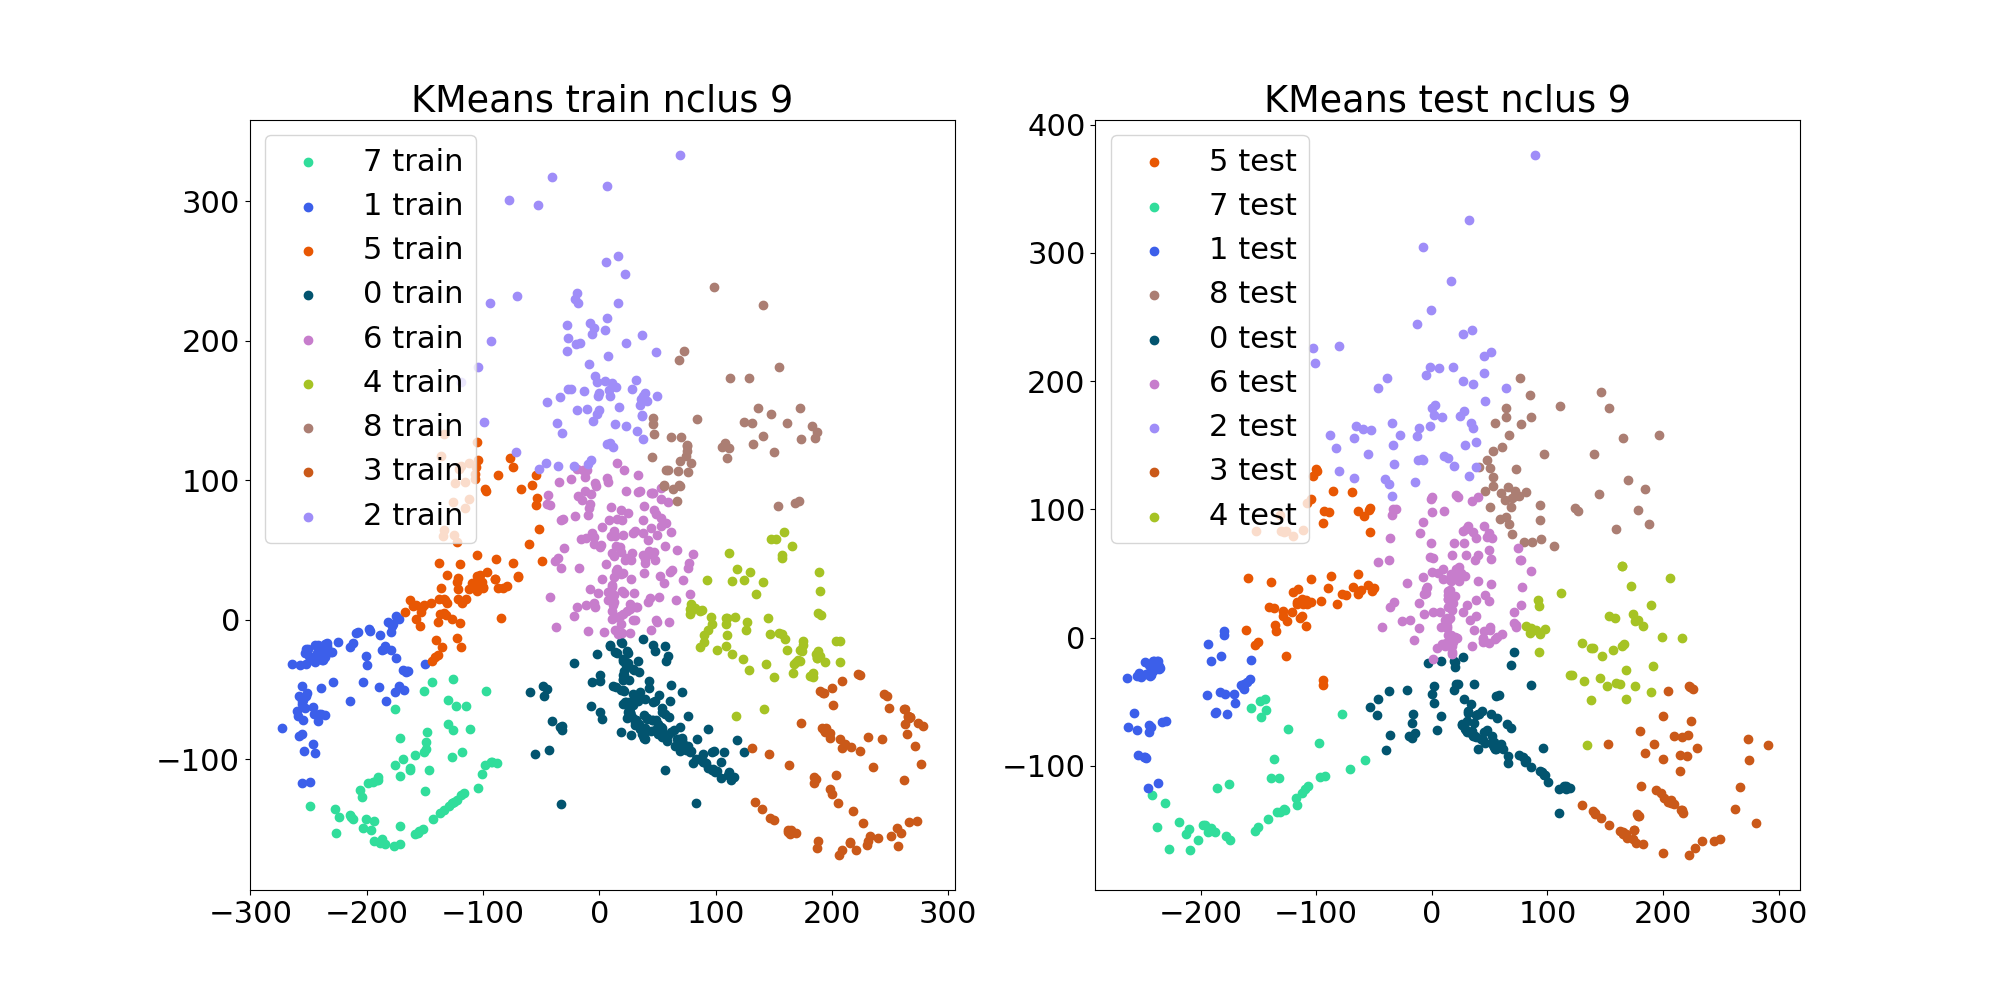 KMeans train nclus 9
300
200
100
0
−100
−300 −200 −100 0 100 200 300
7 train
1 train
5 train
0 train
6 train
4 train
8 train
3 train
2 train
KMeans test nclus 9
400
300
200
100
0
−100
−200 −100 0 100 200 300
5 test
7 test
1 test
8 test
0 test
6 test
2 test
3 test
4 test